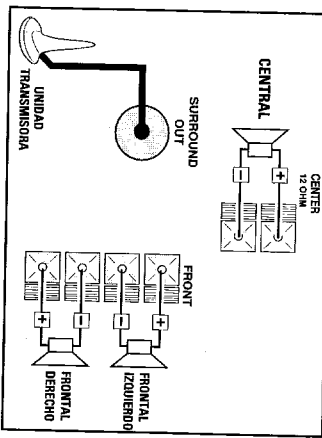 CENTRAL
CENTER
12 OHM
+
-
SURROUND
OUT
UNIDAD
TRANSMISORA
FRONT
+
-
-
+
FRONTAL
IZQUIERDO
FRONTAL
DERECHO